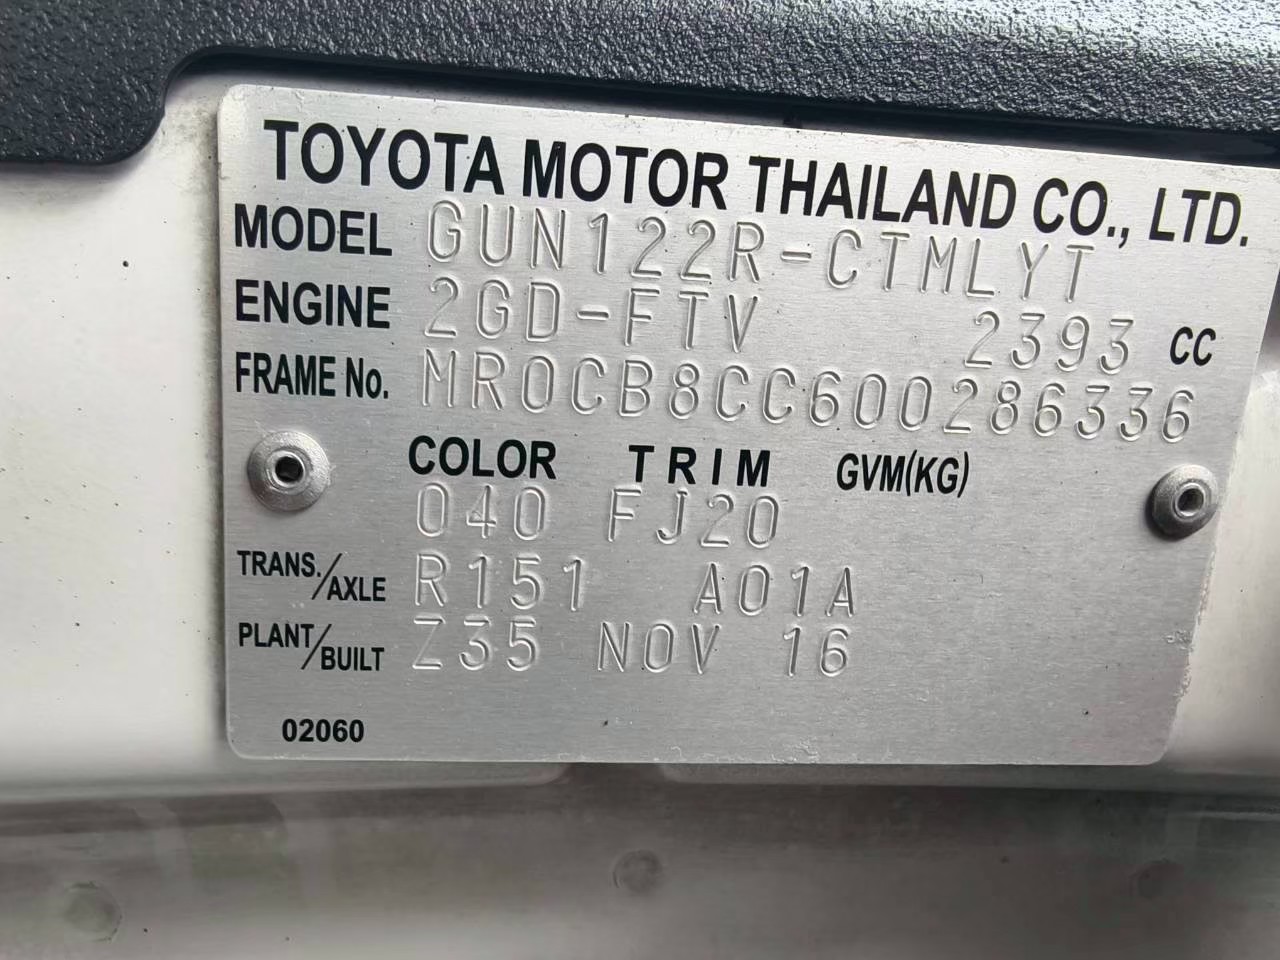 TOYOTA MOTOR THAILAND CO., LTD.
MODEL GUN122R-CTMLYT
ENGINE 2GD-FTV 2393 CC
FRAME No. MR0CB8CC600286336
COLOR TRIM GVM(KG)
040 FJ20
TRANS./AXLE R151 A01A
PLANT/BUILT Z35 NOV 16
02060